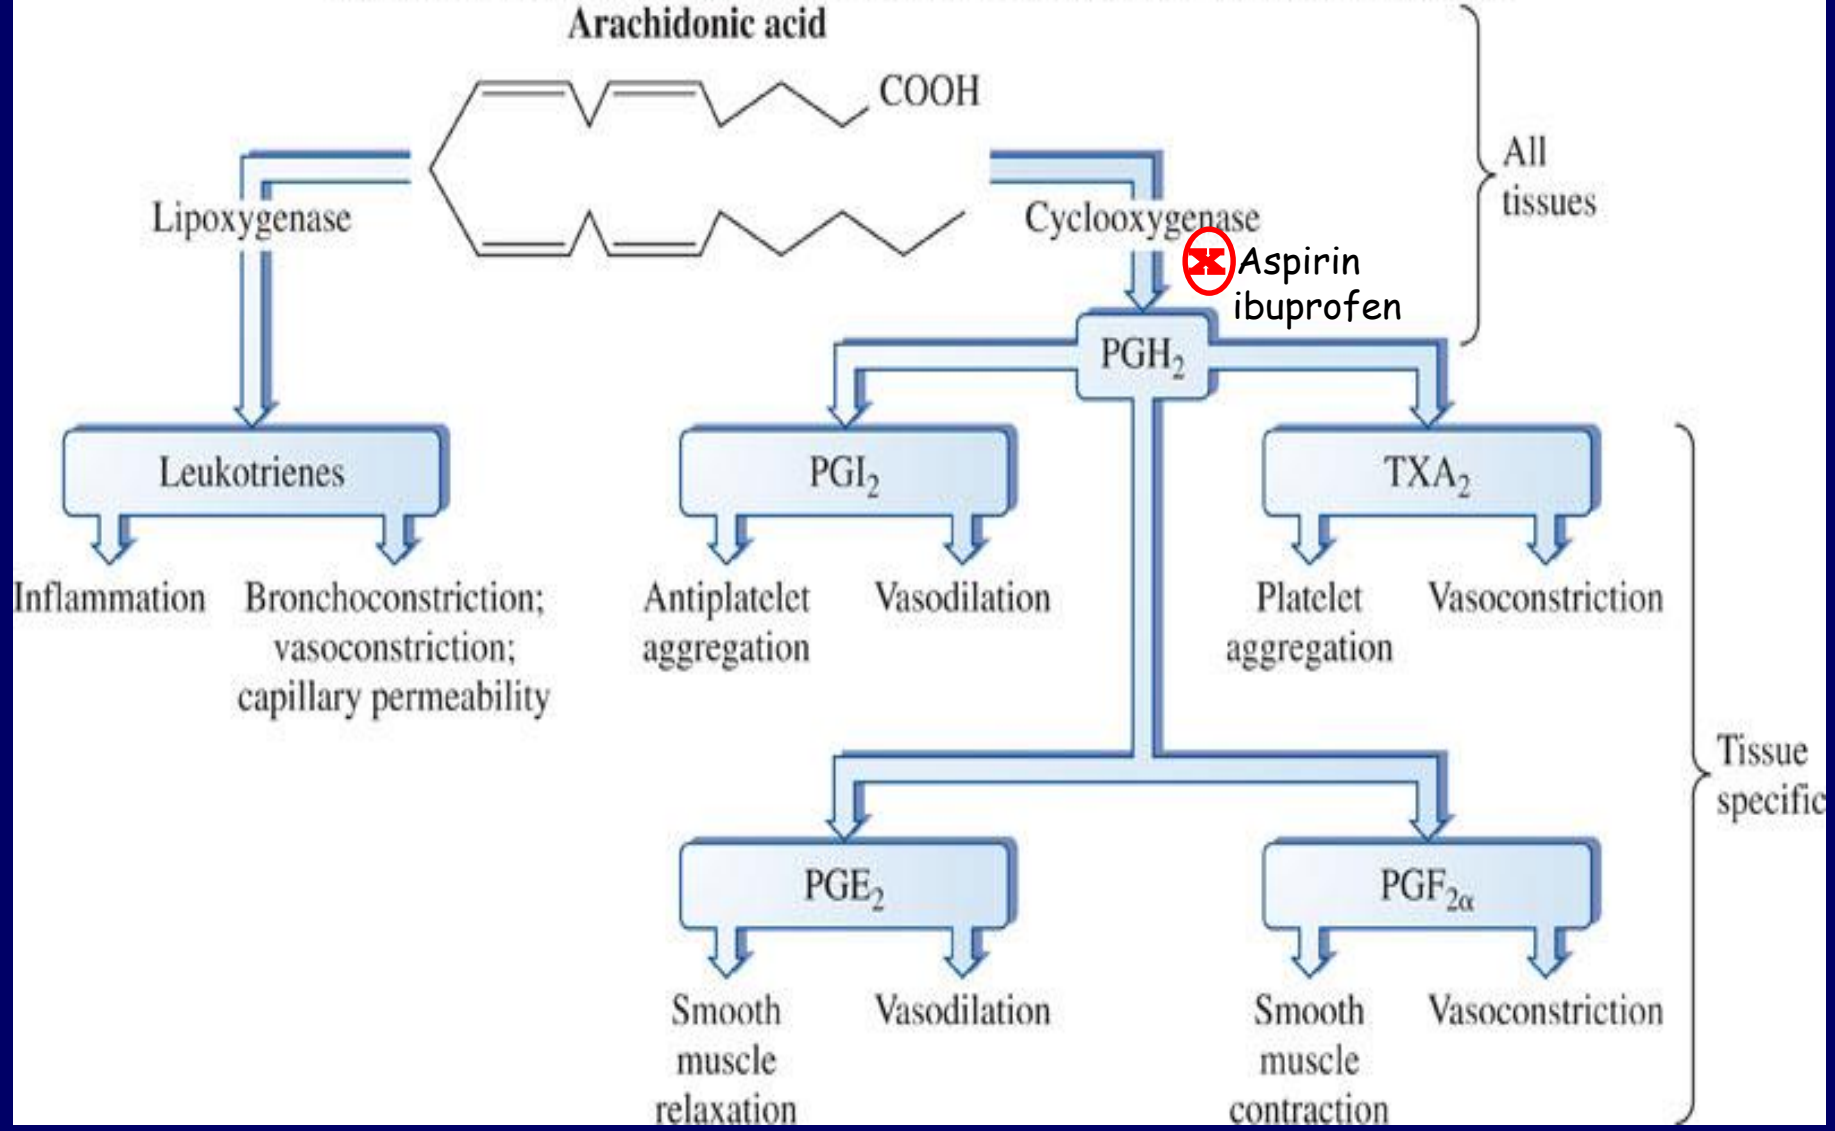 Arachidonic acid
COOH
All
tissues
Lipoxygenase
Cyclooxygenase
X Aspirin
ibuprofen
PGH₂
Leukotrienes
PGI₂
TXA₂
Inflammation
Bronchoconstriction;
vasoconstriction;
capillary permeability
Antiplatelet
aggregation
Vasodilation
Platelet
aggregation
Vasoconstriction
Tissue
specific
PGE₂
PGF₂α
Smooth
muscle
relaxation
Vasodilation
Smooth
muscle
contraction
Vasoconstriction